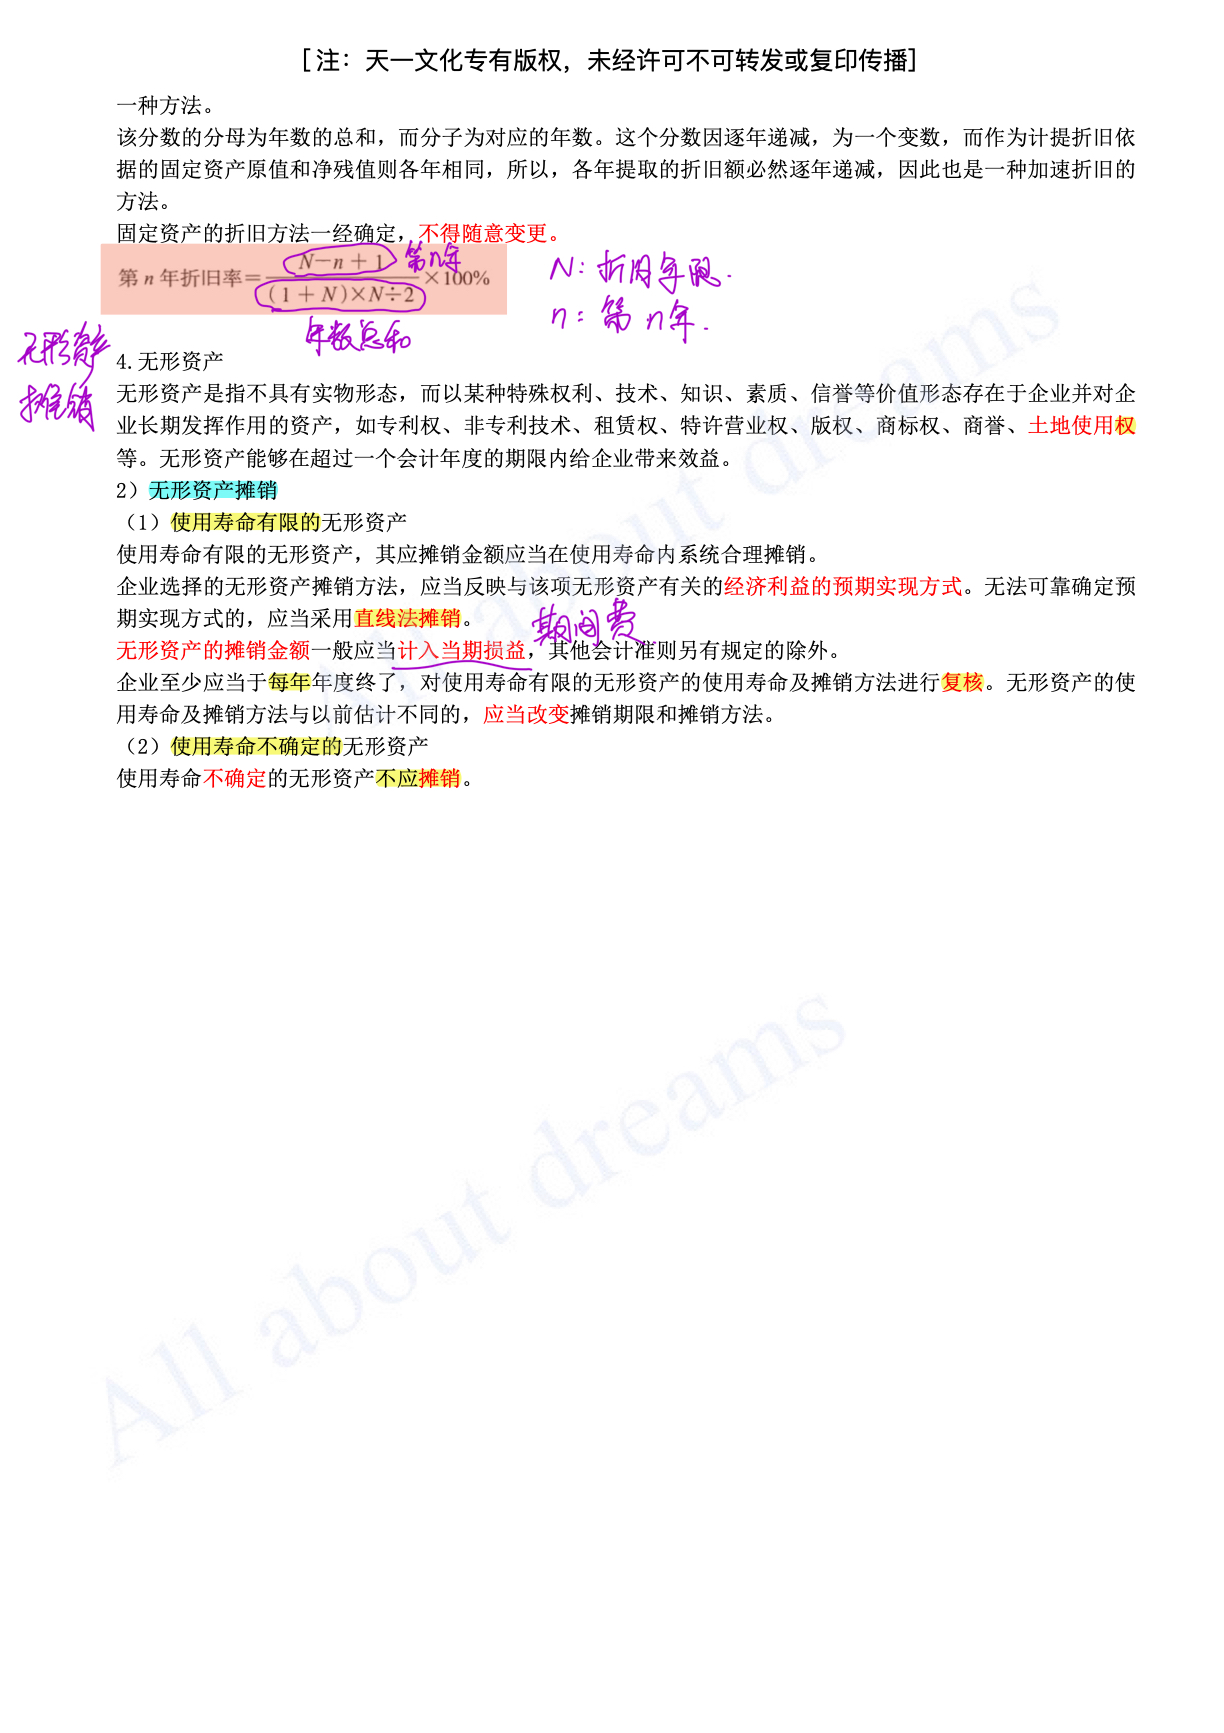 [注：天一文化专有版权，未经许可不可转发或复印传播]
一种方法。
该分数的分母为年数的总和，而分子为对应的年数。这个分数因逐年递减，为一个变数，而作为计提折旧依
据的固定资产原值和净残值则各年相同，所以，各年提取的折旧额必然逐年递减，因此也是一种加速折旧的
方法。
固定资产的折旧方法一经确定，不得随意变更。
第 n 年折旧率＝(N－n＋1)/((1＋N)×N÷2)×100%
第n年
年数总和
N：折旧年限.
n：第n年.
无形资产
摊销
4.无形资产
无形资产是指不具有实物形态，而以某种特殊权利、技术、知识、素质、信誉等价值形态存在于企业并对企
业长期发挥作用的资产，如专利权、非专利技术、租赁权、特许营业权、版权、商标权、商誉、土地使用权
等。无形资产能够在超过一个会计年度的期限内给企业带来效益。
2）无形资产摊销
（1）使用寿命有限的无形资产
使用寿命有限的无形资产，其应摊销金额应当在使用寿命内系统合理摊销。
企业选择的无形资产摊销方法，应当反映与该项无形资产有关的经济利益的预期实现方式。无法可靠确定预
期实现方式的，应当采用直线法摊销。
期间费
无形资产的摊销金额一般应当计入当期损益，其他会计准则另有规定的除外。
企业至少应当于每年年度终了，对使用寿命有限的无形资产的使用寿命及摊销方法进行复核。无形资产的使
用寿命及摊销方法与以前估计不同的，应当改变摊销期限和摊销方法。
（2）使用寿命不确定的无形资产
使用寿命不确定的无形资产不应摊销。
All about dreams
All about dreams